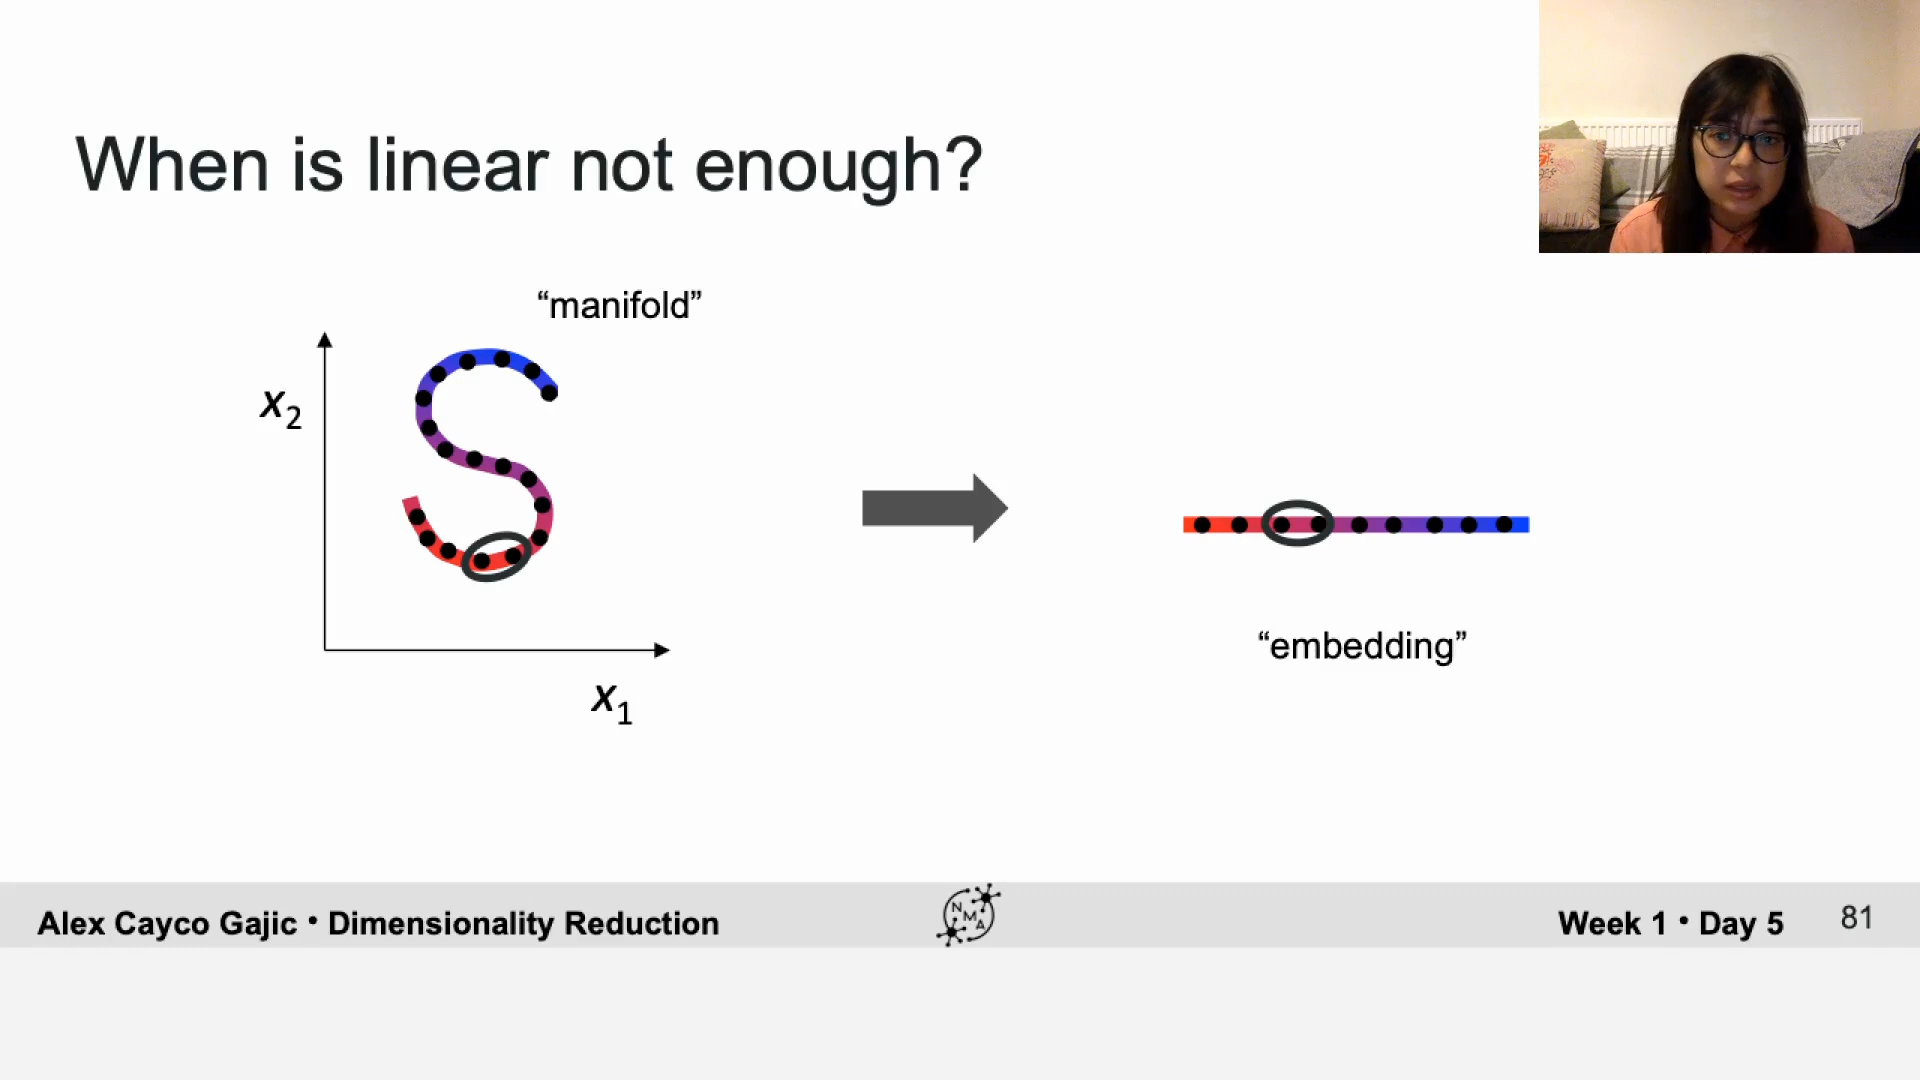 When is linear not enough?
“manifold”
x2
x1
“embedding”
Alex Cayco Gajic • Dimensionality Reduction
NMA
Week 1 • Day 5
81